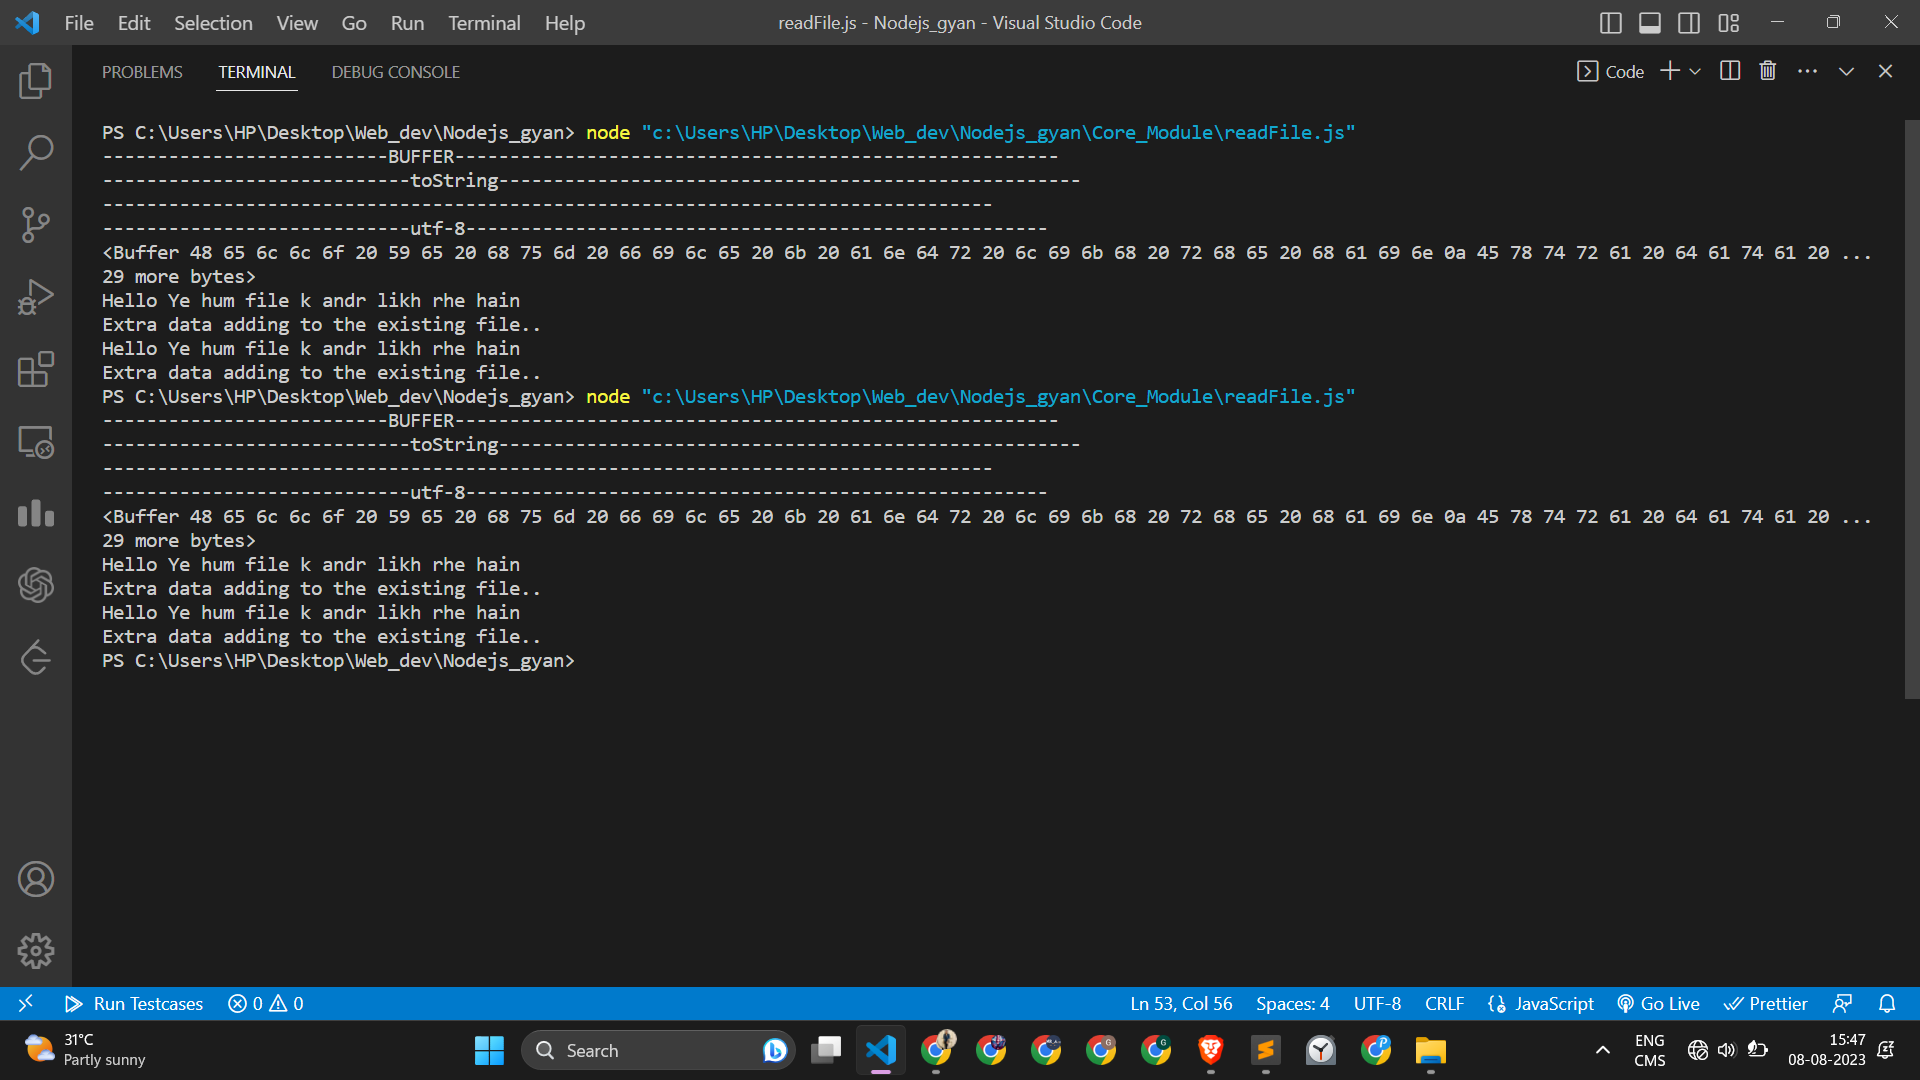 File Edit Selection View Go Run Terminal Help readFile.js - Nodejs_gyan - Visual Studio Code
PROBLEMS TERMINAL DEBUG CONSOLE Code
PS C:\Users\HP\Desktop\Web_dev\Nodejs_gyan> node "c:\Users\HP\Desktop\Web_dev\Nodejs_gyan\Core_Module\readFile.js"
--------------------------BUFFER-------------------------------------------------------
----------------------------toString-----------------------------------------------------
---------------------------------------------------------------------------------
----------------------------utf-8-----------------------------------------------------
<Buffer 48 65 6c 6c 6f 20 59 65 20 68 75 6d 20 66 69 6c 65 20 6b 20 61 6e 64 72 20 6c 69 6b 68 20 72 68 65 20 68 61 69 6e 0a 45 78 74 72 61 20 64 61 74 61 20 ...
29 more bytes>
Hello Ye hum file k andr likh rhe hain
Extra data adding to the existing file..
Hello Ye hum file k andr likh rhe hain
Extra data adding to the existing file..
PS C:\Users\HP\Desktop\Web_dev\Nodejs_gyan> node "c:\Users\HP\Desktop\Web_dev\Nodejs_gyan\Core_Module\readFile.js"
--------------------------BUFFER-------------------------------------------------------
----------------------------toString-----------------------------------------------------
---------------------------------------------------------------------------------
----------------------------utf-8-----------------------------------------------------
<Buffer 48 65 6c 6c 6f 20 59 65 20 68 75 6d 20 66 69 6c 65 20 6b 20 61 6e 64 72 20 6c 69 6b 68 20 72 68 65 20 68 61 69 6e 0a 45 78 74 72 61 20 64 61 74 61 20 ...
29 more bytes>
Hello Ye hum file k andr likh rhe hain
Extra data adding to the existing file..
Hello Ye hum file k andr likh rhe hain
Extra data adding to the existing file..
PS C:\Users\HP\Desktop\Web_dev\Nodejs_gyan>
Run Testcases 0 0 Ln 53, Col 56 Spaces: 4 UTF-8 CRLF JavaScript Go Live Prettier
31°C
Partly sunny
Search
ENG
CMS
15:47
08-08-2023